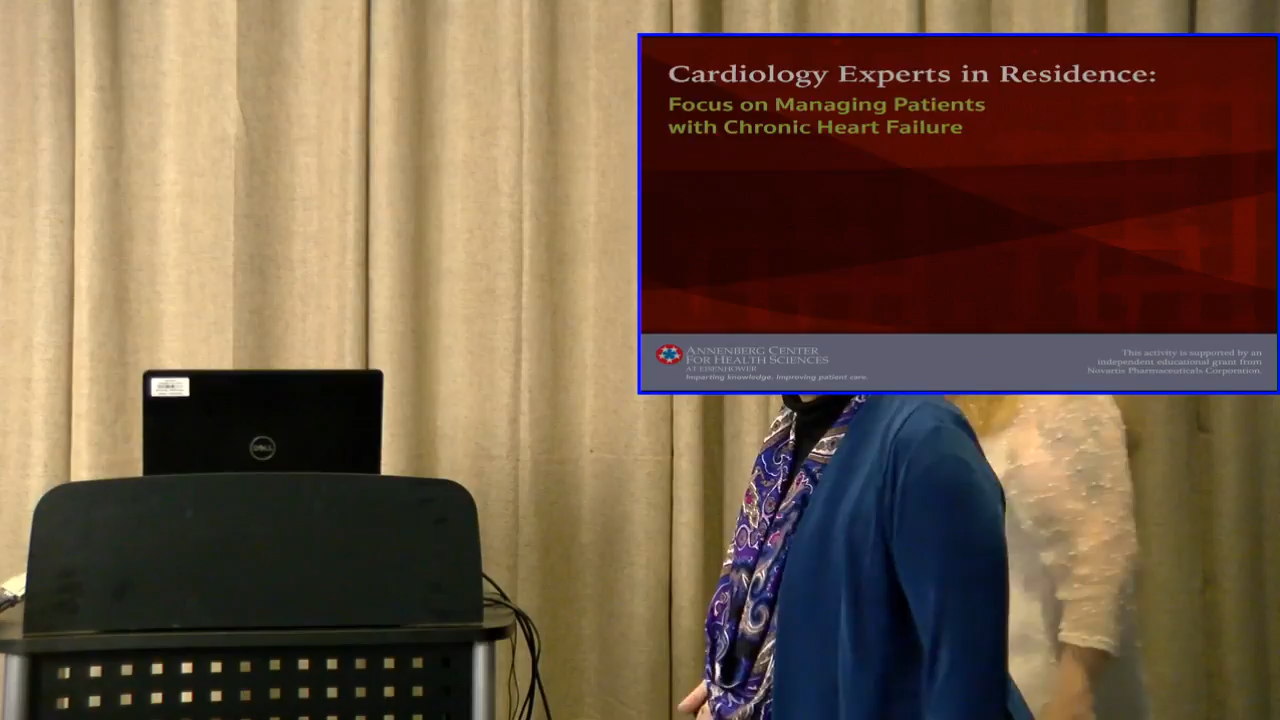 Cardiology Experts in Residence:
Focus on Managing Patients
with Chronic Heart Failure
ANNENBERG CENTER
FOR HEALTH SCIENCES
AT EISENHOWER
Imparting knowledge. Improving patient care.
This activity is supported by an
independent educational grant from
Novartis Pharmaceuticals Corporation.
DELL